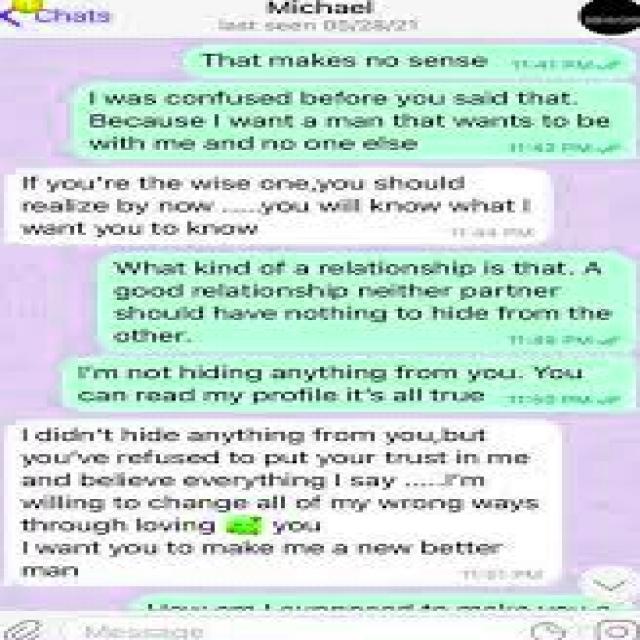 Chats
Michael
last seen 05/28/21
That makes no sense
11:41 PM
I was confused before you said that.
Because I want a man that wants to be
with me and no one else
11:43 PM
If you're the wise one,you should
realize by now .....you will know what I
want you to know
11:44 PM
What kind of a relationship is that. A
good relationship neither partner
should have nothing to hide from the
other.
I'm not hiding anything from you. You
can read my profile it's all true
11:50 PM
I didn't hide anything from you,but
you've refused to put your trust in me
and believe everything I say .....I'm
willing to change all of my wrong ways
through loving you
I want you to make me a new better
man
11:51 PM
How am I supposed to make you a
Message